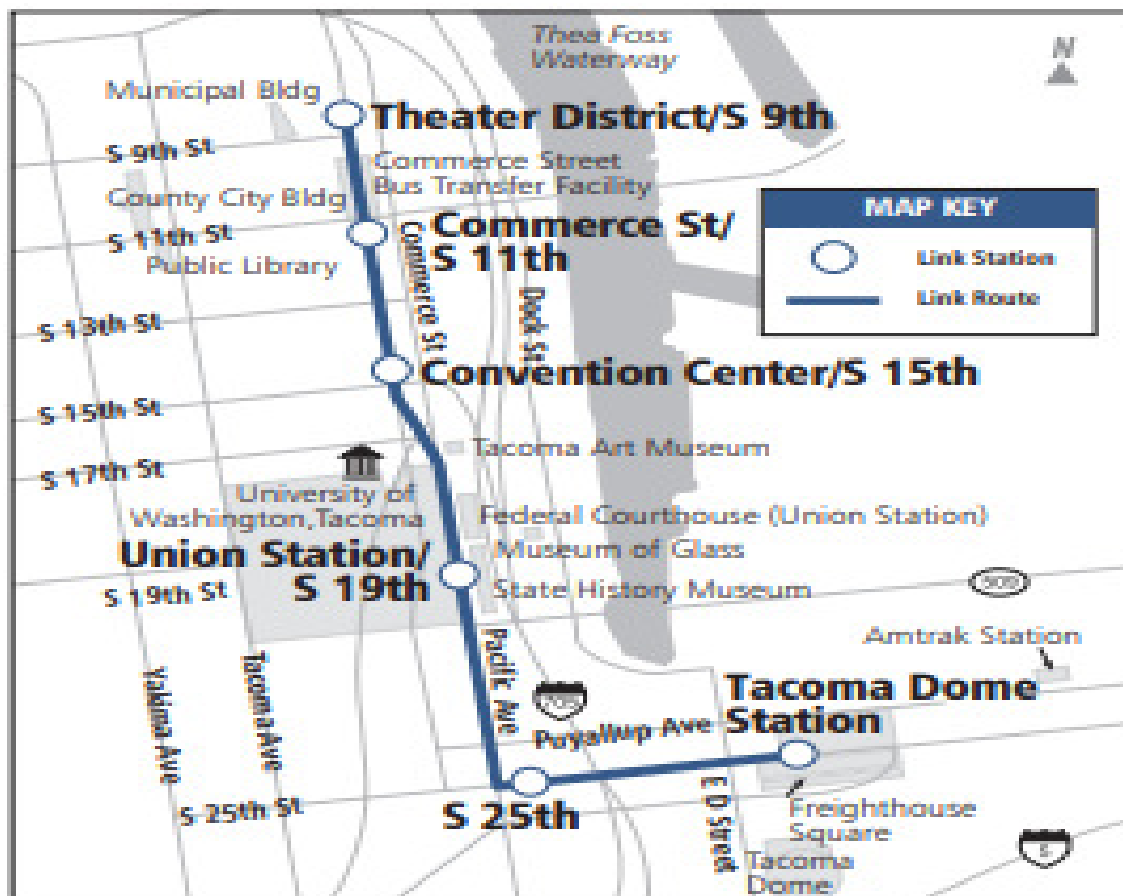 Thea Foss
Waterway
N
Municipal Bldg
Theater District/S 9th
S 9th St
Commerce Street
Bus Transfer Facility
County City Bldg
MAP KEY
Link Station
Link Route
Commerce St/
S 11th
S 11th St
Public Library
Commerce St
Dock St
S 13th St
Convention Center/S 15th
S 15th St
Tacoma Art Museum
S 17th St
University of
Washington,Tacoma
Federal Courthouse (Union Station)
Museum of Glass
Union Station/
S 19th
S 19th St
State History Museum
509
Amtrak Station
Yakima Ave
Tacoma Ave
Pacific Ave
705
Tacoma Dome
Station
Puyallup Ave
S 25th St
S 25th
E D Street
Freighthouse
Square
5
Tacoma
Dome